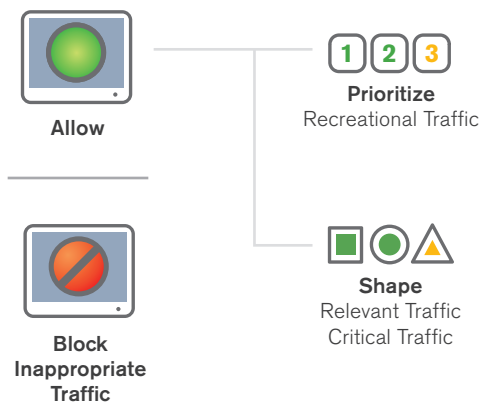 Allow
1 2 3
Prioritize
Recreational Traffic
Shape
Relevant Traffic
Critical Traffic
Block
Inappropriate
Traffic